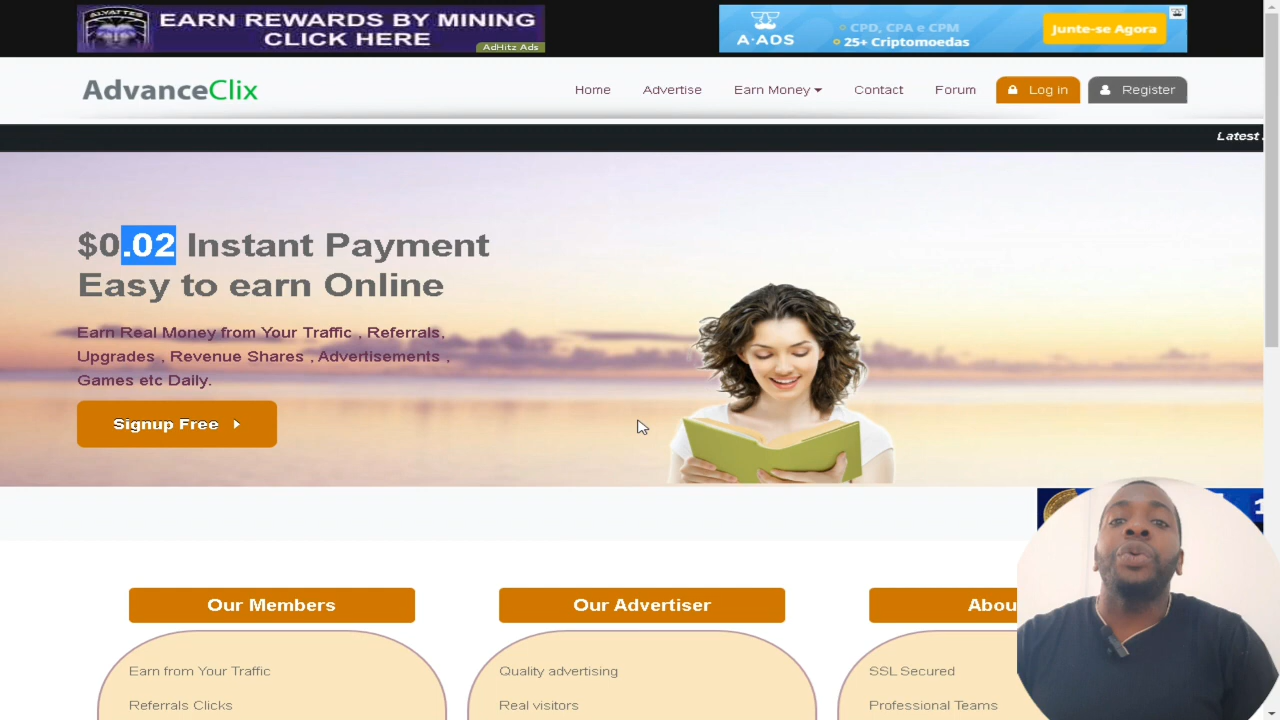 ALVATTES
EARN REWARDS BY MINING
CLICK HERE
AdHitz Ads
A-ADS
CPD, CPA e CPM
25+ Criptomoedas
Junte-se Agora
AdvanceClix
Home
Advertise
Earn Money
Contact
Forum
Log in
Register
Latest
$0.02 Instant Payment
Easy to earn Online
Earn Real Money from Your Traffic , Referrals,
Upgrades , Revenue Shares , Advertisements ,
Games etc Daily.
Signup Free
Our Members
Our Advertiser
Earn from Your Traffic
Quality advertising
SSL Secured
Referrals Clicks
Real visitors
Professional Teams